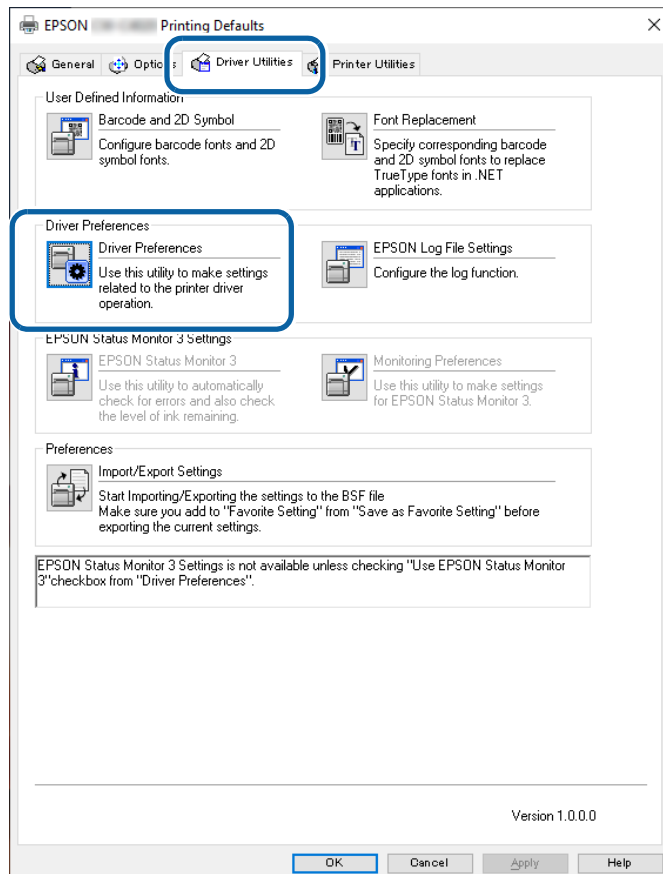 EPSON Printing Defaults
General Option Driver Utilities Printer Utilities
User Defined Information
Barcode and 2D Symbol
Configure barcode fonts and 2D
symbol fonts.
Font Replacement
Specify corresponding barcode
and 2D symbol fonts to replace
TrueType fonts in .NET
applications.
Driver Preferences
Driver Preferences
Use this utility to make settings
related to the printer driver
operation.
EPSON Log File Settings
Configure the log function.
EPSON Status Monitor 3 Settings
EPSON Status Monitor 3
Use this utility to automatically
check for errors and also check
the level of ink remaining.
Monitoring Preferences
Use this utility to make settings
for EPSON Status Monitor 3.
Preferences
Import/Export Settings
Start Importing/Exporting the settings to the BSF file
Make sure you add to "Favorite Setting" from "Save as Favorite Setting" before
exporting the current settings.
EPSON Status Monitor 3 Settings is not available unless checking "Use EPSON Status Monitor
3"checkbox from "Driver Preferences".
Version 1.0.0.0
OK Cancel Apply Help